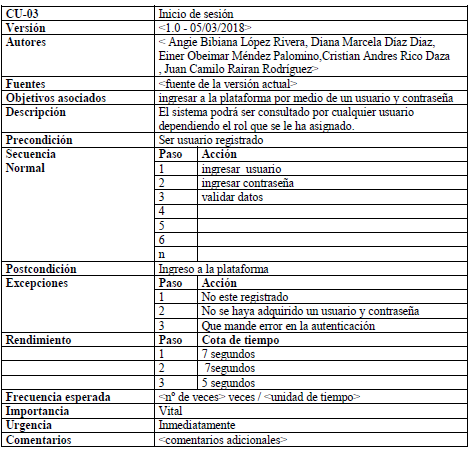 CU-03 Inicio de sesión
Versión <1.0 - 05/03/2018>
Autores < Angie Bibiana López Rivera, Diana Marcela Díaz Diaz,
Einer Obeimar Méndez Palomino,Cristian Andres Rico Daza
, Juan Camilo Rairan Rodríguez>
Fuentes <fuente de la versión actual>
Objetivos asociados ingresar a la plataforma por medio de un usuario y contraseña
Descripción El sistema podrá ser consultado por cualquier usuario
dependiendo el rol que se le ha asignado.
Precondición Ser usuario registrado
Secuencia Paso Acción
Normal 1 ingresar usuario
2 ingresar contraseña
3 validar datos
4
5
6
n
Postcondición Ingreso a la plataforma
Excepciones Paso Acción
1 No este registrado
2 No se haya adquirido un usuario y contraseña
3 Que mande error en la autenticación
Rendimiento Paso Cota de tiempo
1 7 segundos
2 7segundos
3 5 segundos
Frecuencia esperada <nº de veces> veces / <unidad de tiempo>
Importancia Vital
Urgencia Inmediatamente
Comentarios <comentarios adicionales>